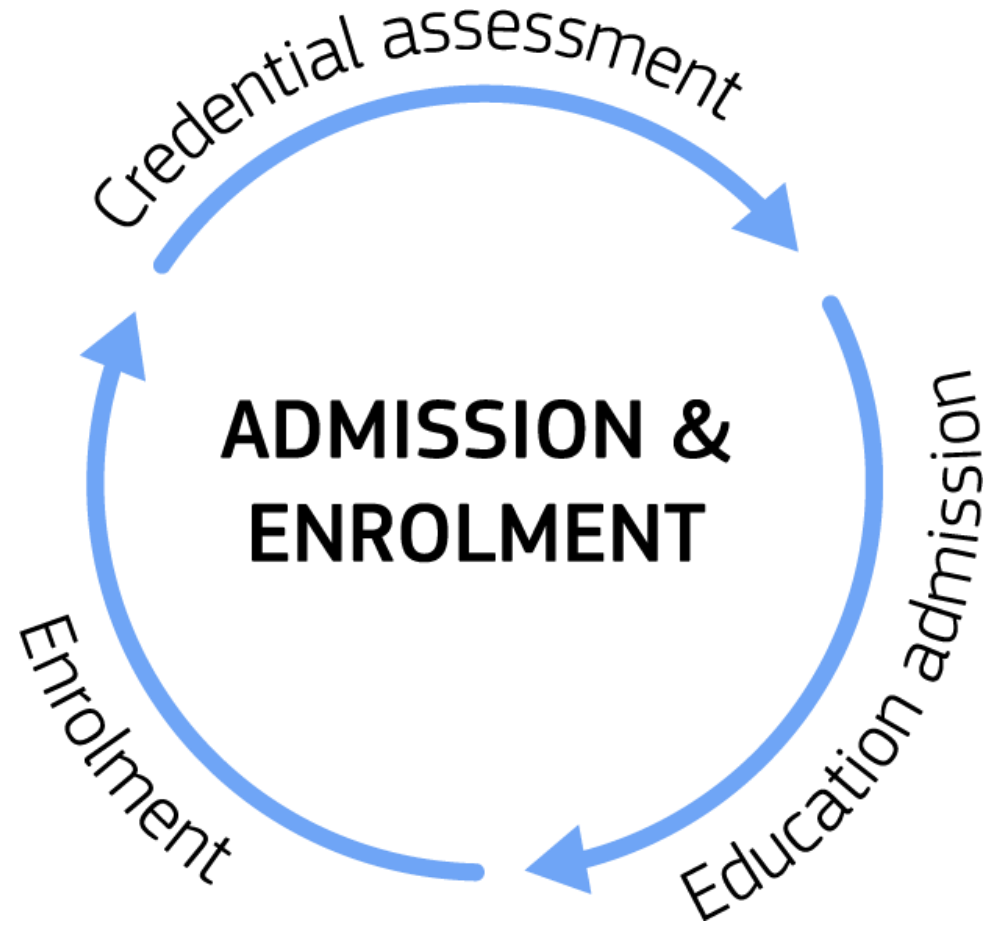 Credential assessment
ADMISSION &
ENROLMENT
Education admission
Enrolment